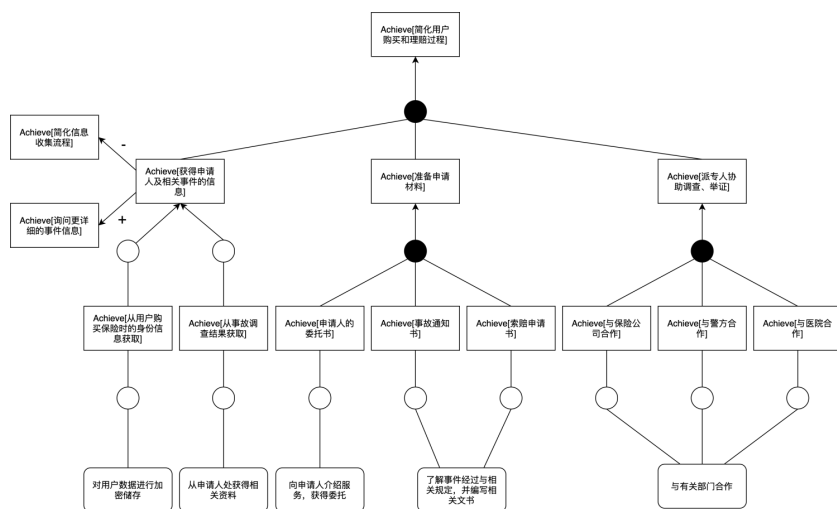 Achieve[简化用户
购买和理赔过程]
Achieve[简化信息
收集流程]
-
Achieve[获得申请
人及相关事件的信
息]
Achieve[准备申请
材料]
Achieve[派专人协
助调查、举证]
Achieve[询问更详
细的事件信息]
+
Achieve[从用户购
买保险时的身份信
息获取]
Achieve[从事故调
查结果获取]
Achieve[申请人的
委托书]
Achieve[事故通知
书]
Achieve[索赔申请
书]
Achieve[与保险公
司合作]
Achieve[与警方合
作]
Achieve[与医院合
作]
对用户数据进行加
密储存
从申请人处获得相
关资料
向申请人介绍服
务，获得委托
了解事件经过与相
关规定，并编写相
关文书
与有关部门合作